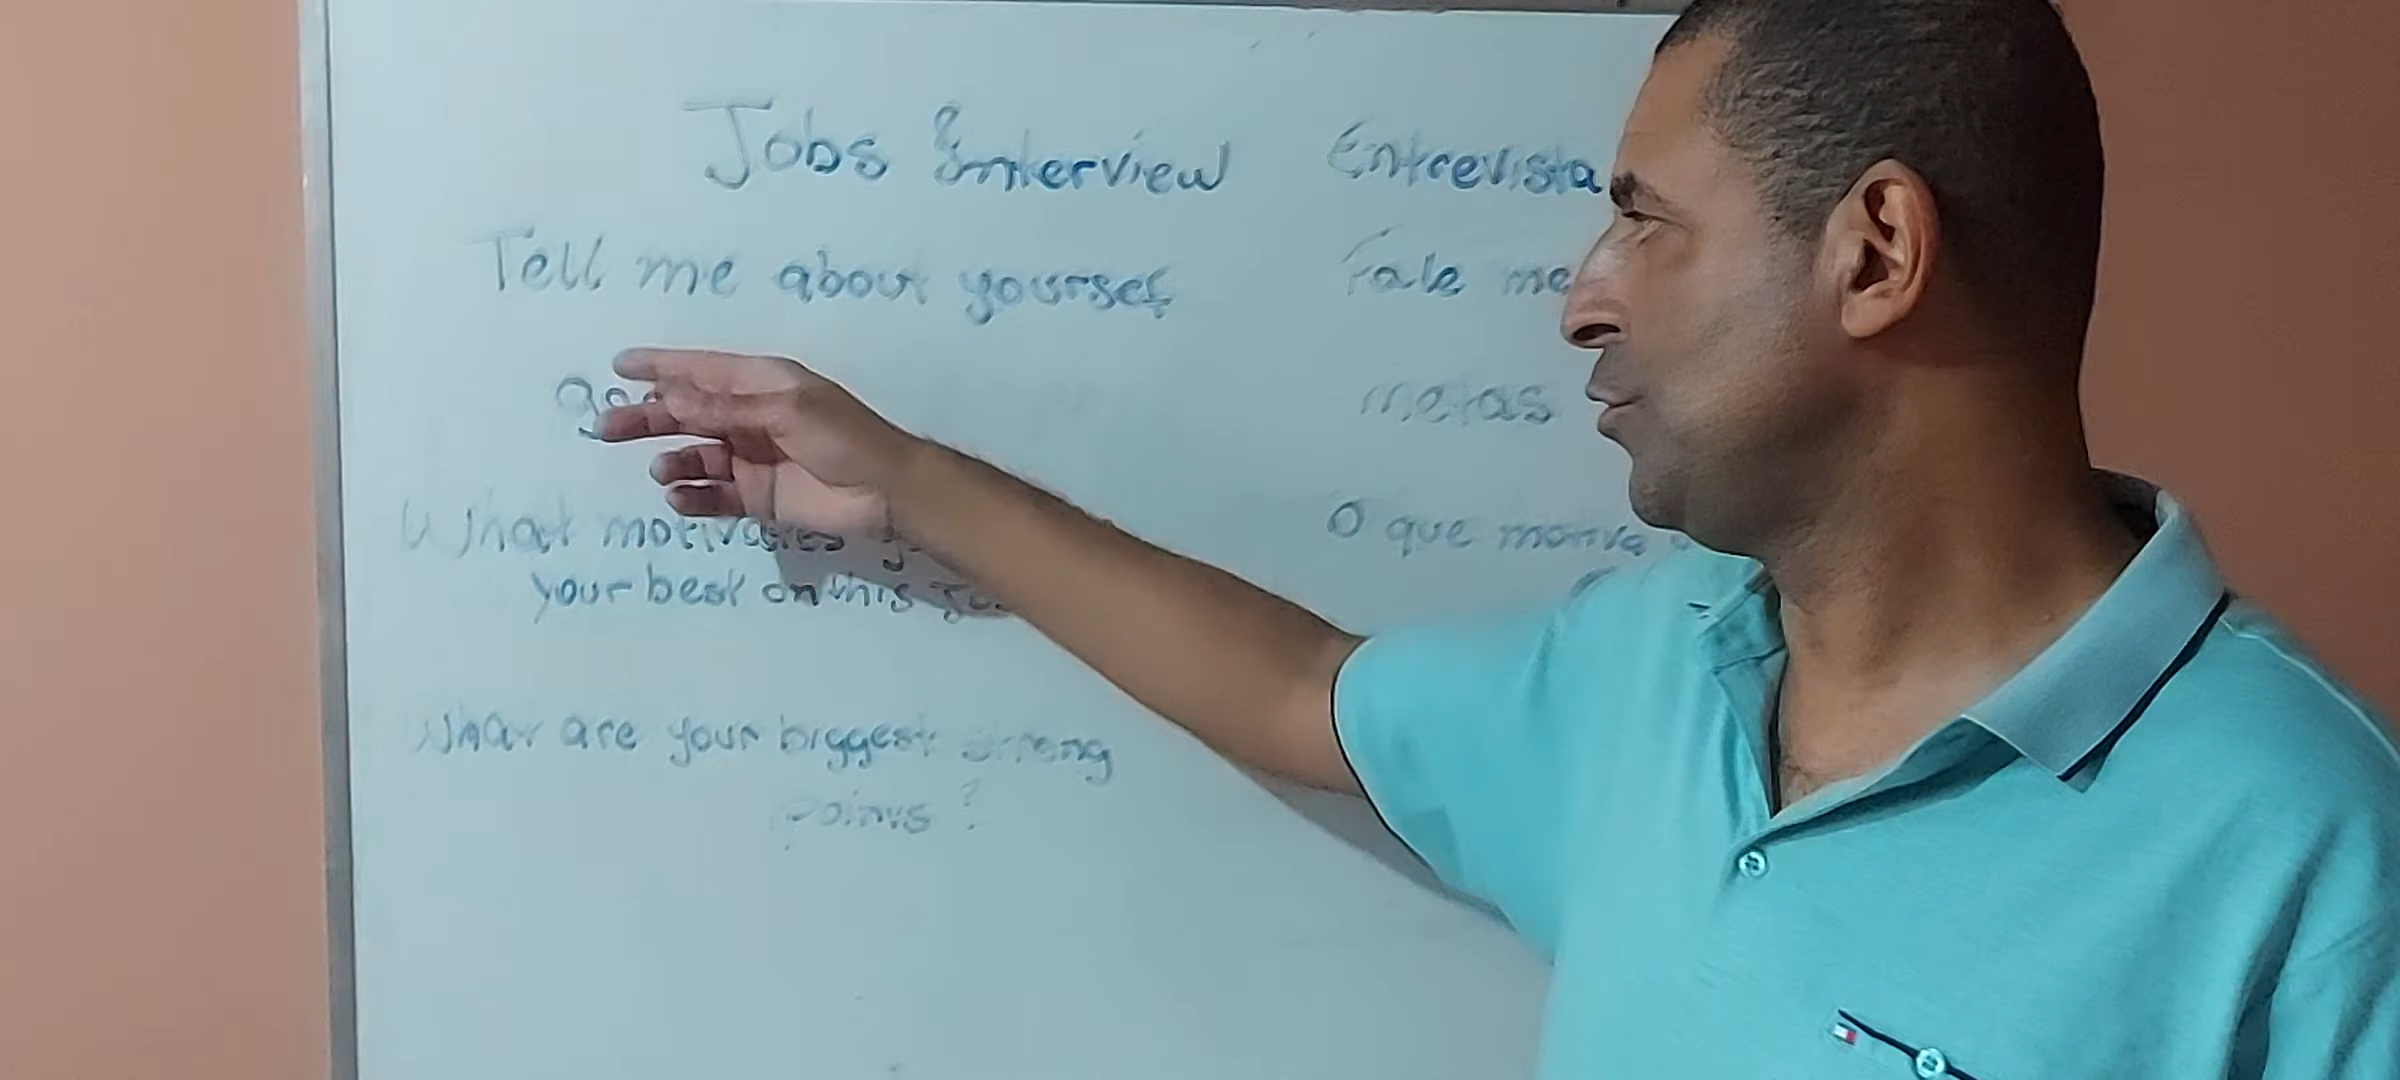 Jobs & Interview Entrevista
Tell me about yourself Fale me
metas
What motivates O que motiva
your best on this
What are your biggest strong
points?